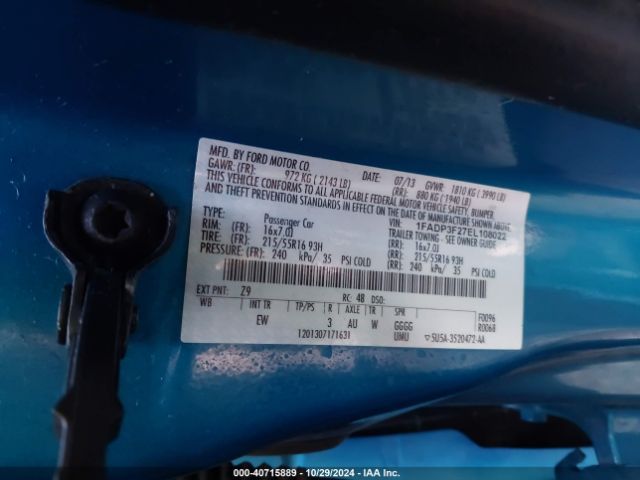 MFD. BY FORD MOTOR CO.
DATE: 07/13 GVWR: 1810 KG ( 3990 LB)
GAWR: (FR): 972 KG ( 2143 LB) (RR): 880 KG ( 1940 LB)
THIS VEHICLE CONFORMS TO ALL APPLICABLE FEDERAL MOTOR VEHICLE SAFETY, BUMPER,
AND THEFT PREVENTION STANDARDS IN EFFECT ON THE DATE OF MANUFACTURE SHOWN ABOVE.
VIN: 1FADP3F27EL108022
TYPE: Passenger Car TRAILER TOWING - SEE OWNER GUIDE
RIM: (FR): 16x7.0J (RR): 16x7.0J
TIRE: (FR): 215/55R16 93H (RR): 215/55R16 93H
PRESSURE: (FR): 240 kPa/ 35 PSI COLD (RR): 240 kPa/ 35 PSI COLD
EXT PNT: Z9 RC: 48 DSO:
WB INT TR TP/PS R AXLE TR SPR F0096
EW 3 AU W GGGG R0068
1201307171631 UMU 5U5A-3520472-AA
000-40715889 - 10/29/2024 - IAA Inc.